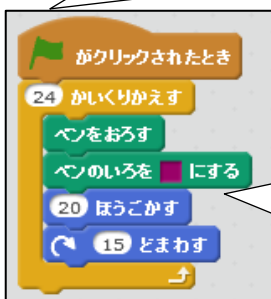 がクリックされたとき
24 かいくりかえす
ペンをおろす
ペンのいろを にする
20 ほうごかす
15 どまわす